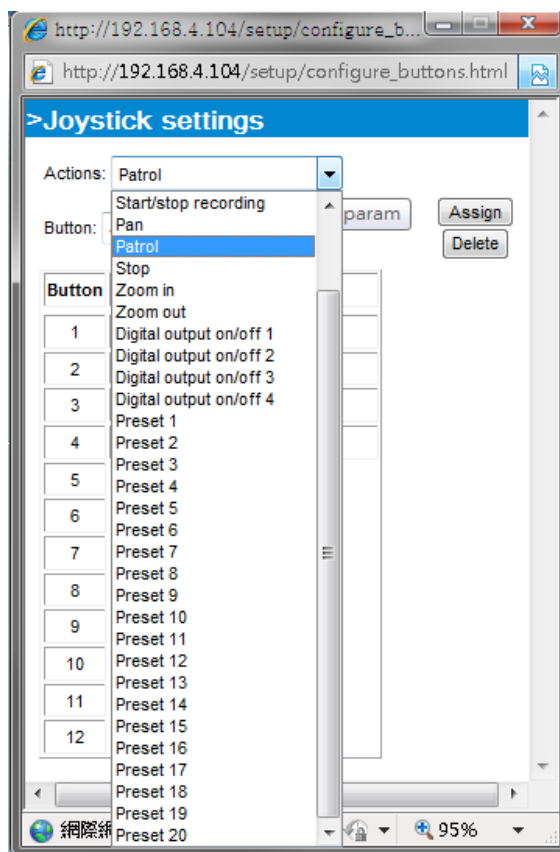 http://192.168.4.104/setup/configure_b...
http://192.168.4.104/setup/configure_buttons.html
>Joystick settings
Actions: Patrol
Start/stop recording
Button: param Assign
Pan
Patrol
Delete
Stop
Button
Zoom in
Zoom out
1
Digital output on/off 1
Digital output on/off 2
2
Digital output on/off 3
Digital output on/off 4
3
Preset 1
4
Preset 2
Preset 3
5
Preset 4
Preset 5
6
Preset 6
7
Preset 7
Preset 8
8
Preset 9
Preset 10
9
Preset 11
10
Preset 12
Preset 13
11
Preset 14
Preset 15
12
Preset 16
Preset 17
Preset 18
Preset 19
網際 95%
Preset 20